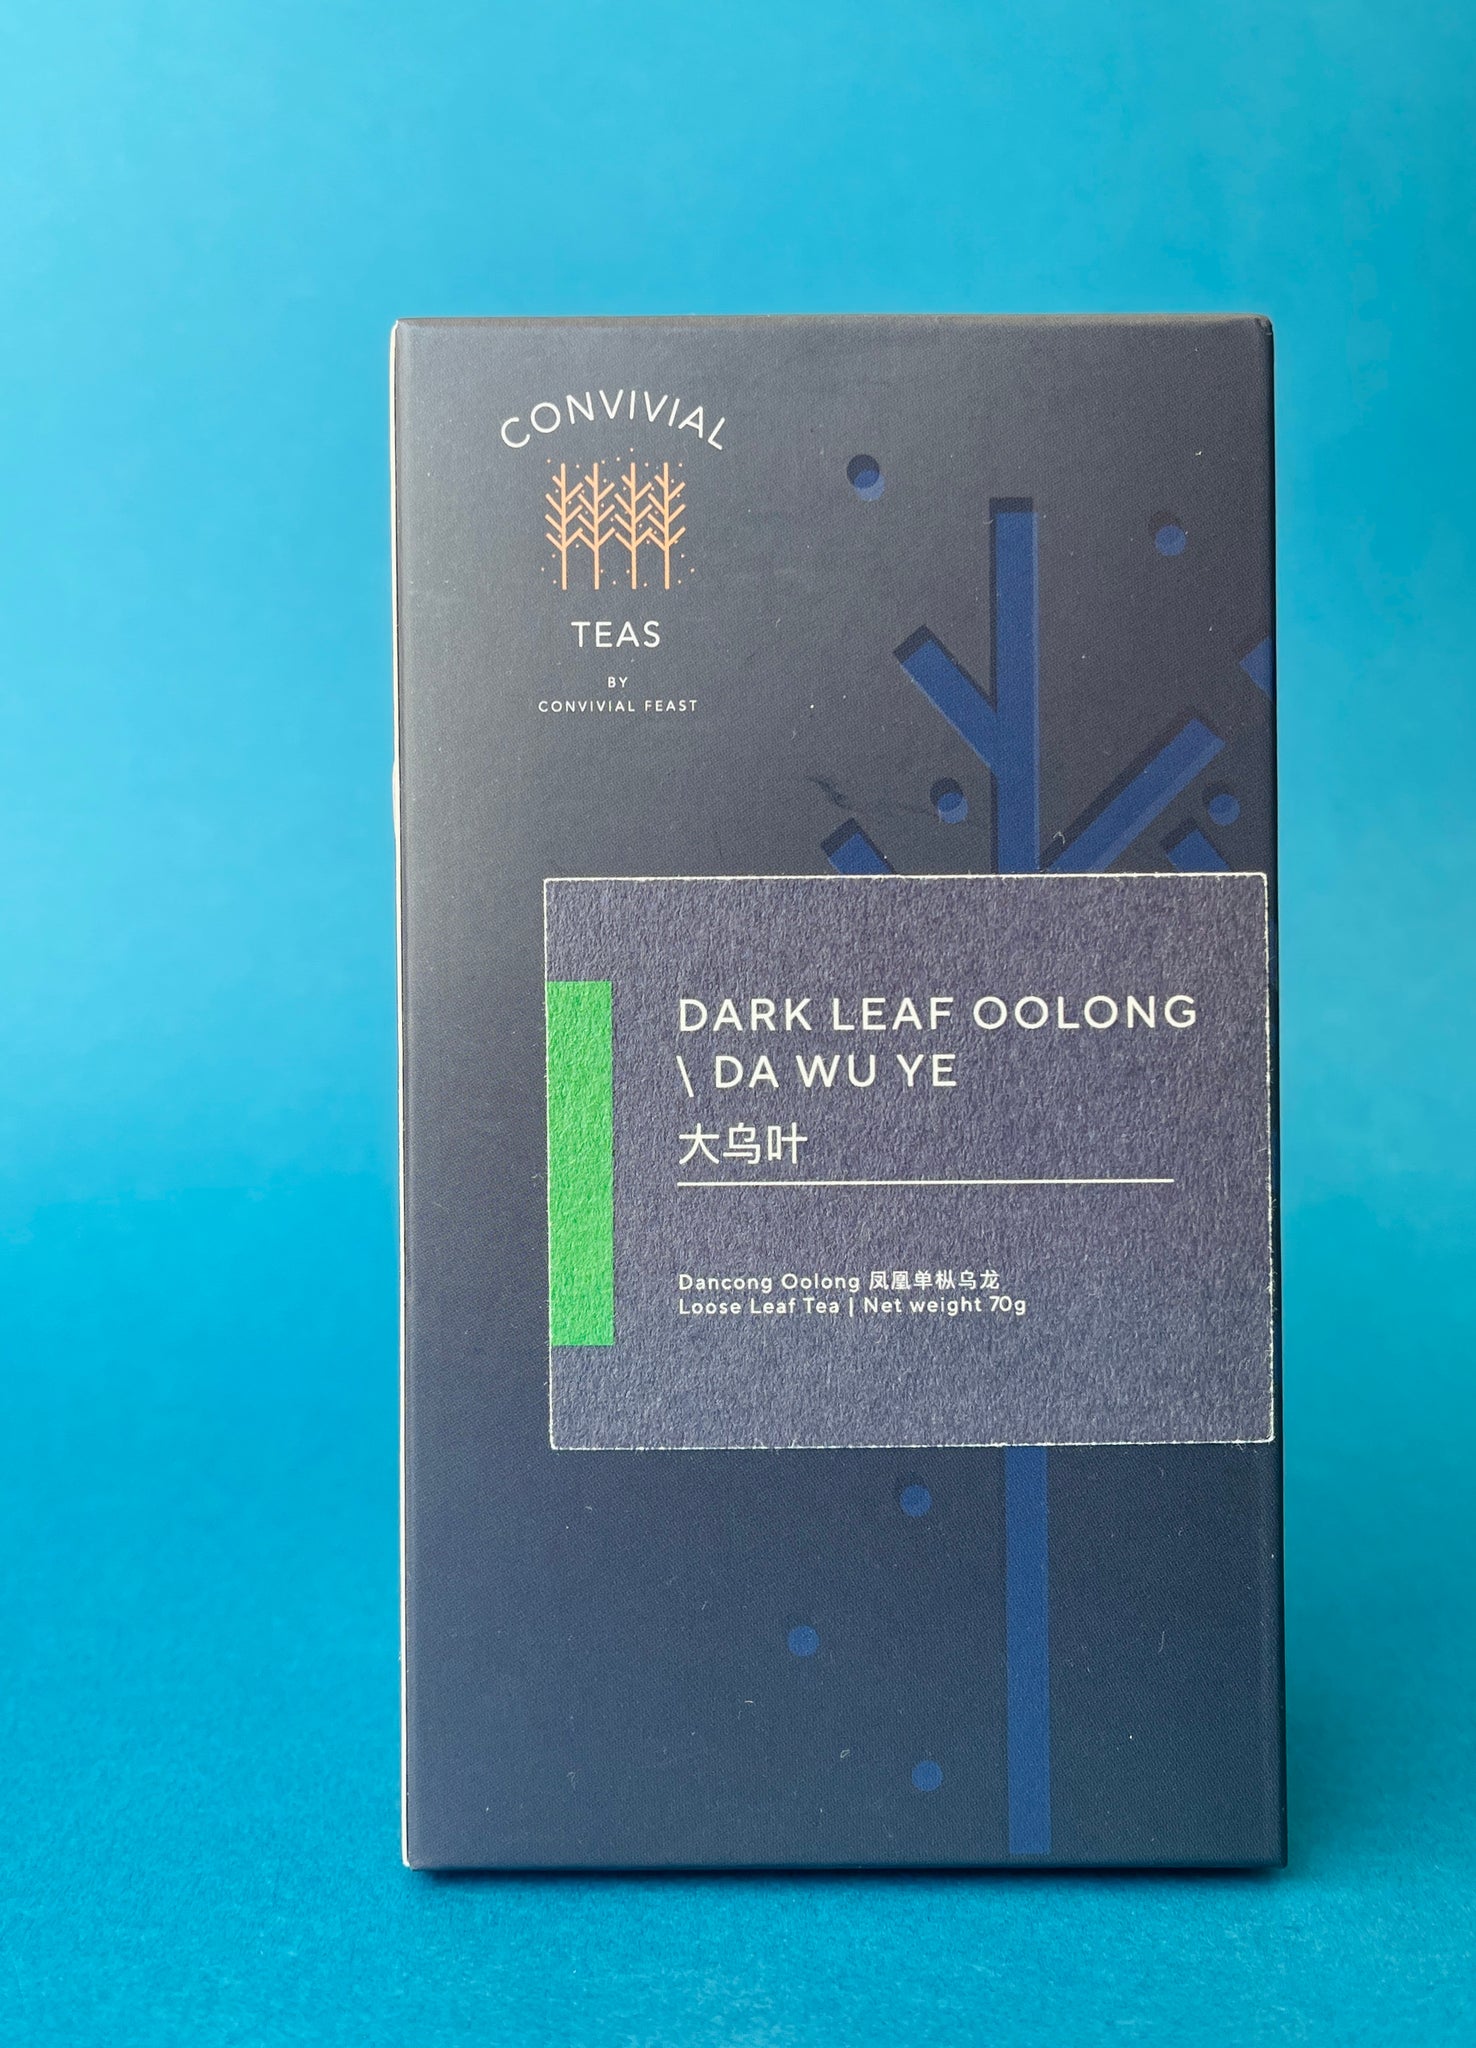 CONVIVIAL
TEAS
BY
CONVIVIAL FEAST
DARK LEAF OOLONG
\ DA WU YE
大乌叶
Dancong Oolong 凤凰单枞乌龙
Loose Leaf Tea | Net weight 70g